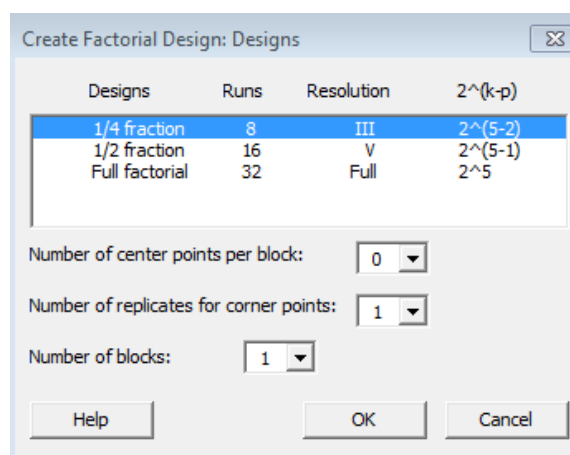 Create Factorial Design: Designs
Designs Runs Resolution 2^(k-p)
1/4 fraction 8 III 2^(5-2)
1/2 fraction 16 V 2^(5-1)
Full factorial 32 Full 2^5
Number of center points per block: 0
Number of replicates for corner points: 1
Number of blocks: 1
Help OK Cancel